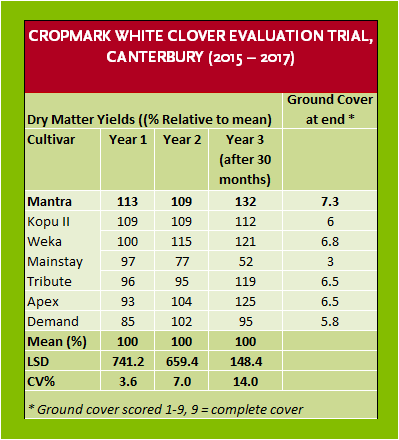 CROPMARK WHITE CLOVER EVALUATION TRIAL,
CANTERBURY (2015 – 2017)
Dry Matter Yields ((% Relative to mean) Ground Cover
at end *
Cultivar Year 1 Year 2 Year 3
(after 30
months)
Mantra 113 109 132 7.3
Kopu II 109 109 112 6
Weka 100 115 121 6.8
Mainstay 97 77 52 3
Tribute 96 95 119 6.5
Apex 93 104 125 6.5
Demand 85 102 95 5.8
Mean (%) 100 100 100
LSD 741.2 659.4 148.4
CV% 3.6 7.0 14.0
* Ground cover scored 1-9, 9 = complete cover